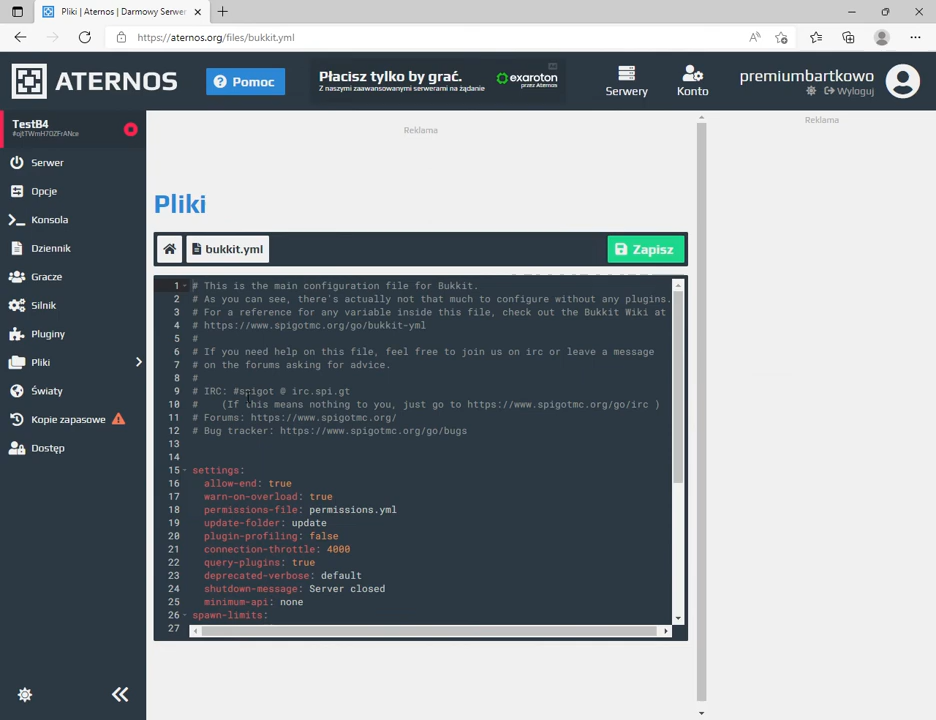 Pliki | Aternos | Darmowy Serwer
https://aternos.org/files/bukkit.yml
ATERNOS
Pomoc
Płacisz tylko by grać.
Z naszymi zaawansowanymi serwerami na żądanie
exaroton
przez Aternos
Ad
Serwery
Konto
premiumbartkowo
Wyloguj
TestB4
Serwer
Opcje
Konsola
Dziennik
Gracze
Silnik
Pluginy
Pliki
Światy
Kopie zapasowe
Dostęp
Reklama
Reklama
Pliki
bukkit.yml
Zapisz
1 # This is the main configuration file for Bukkit.
2 # As you can see, there's actually not that much to configure without any plugins.
3 # For a reference for any variable inside this file, check out the Bukkit Wiki at
4 # https://www.spigotmc.org/go/bukkit-yml
5 #
6 # If you need help on this file, feel free to join us on irc or leave a message
7 # on the forums asking for advice.
8 #
9 # IRC: #spigot @ irc.spi.gt
10 # (If this means nothing to you, just go to https://www.spigotmc.org/go/irc )
11 # Forums: https://www.spigotmc.org/
12 # Bug tracker: https://www.spigotmc.org/go/bugs
13
14
15 settings:
16 allow-end: true
17 warn-on-overload: true
18 permissions-file: permissions.yml
19 update-folder: update
20 plugin-profiling: false
21 connection-throttle: 4000
22 query-plugins: true
23 deprecated-verbose: default
24 shutdown-message: Server closed
25 minimum-api: none
26 spawn-limits:
27